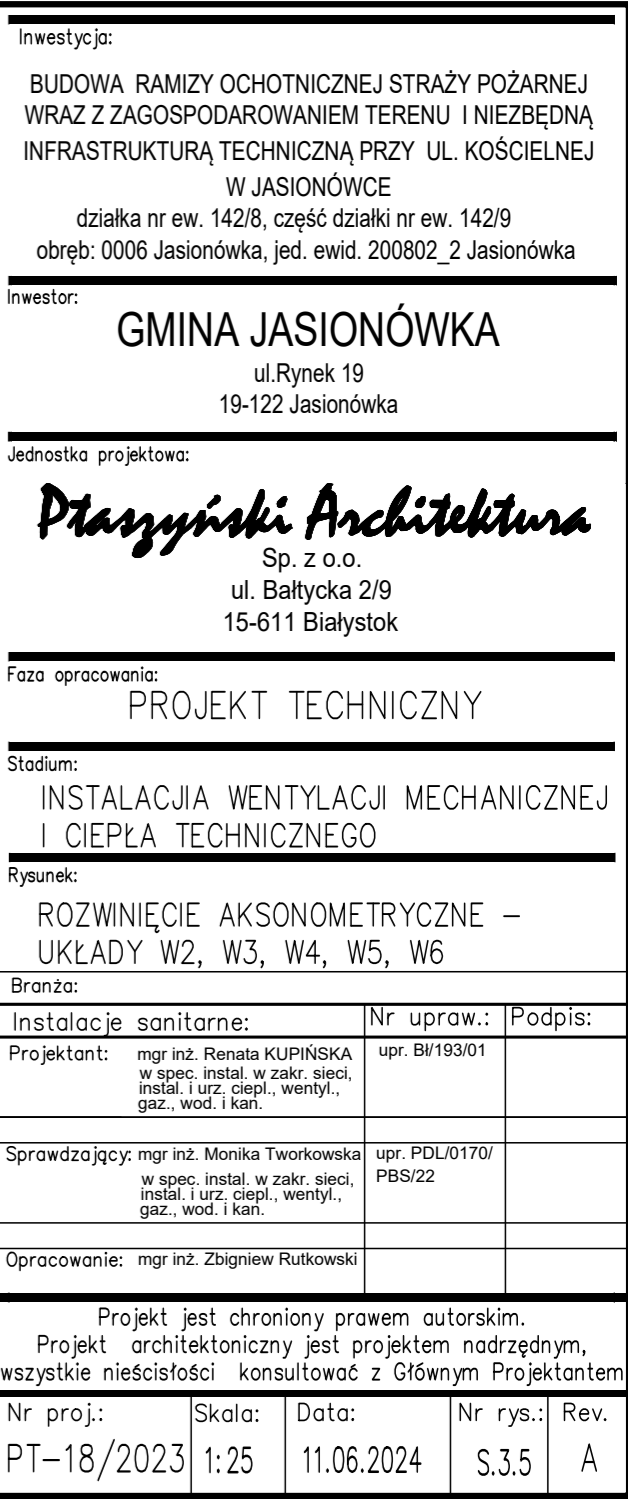 Inwestycja:
BUDOWA RAMIZY OCHOTNICZEJ STRAŻY POŻARNEJ
WRAZ Z ZAGOSPODAROWANIEM TERENU I NIEZBĘDNĄ
INFRASTRUKTURĄ TECHNICZNĄ PRZY UL. KOŚCIELNEJ
W JASIONÓWCE
działka nr ew. 142/8, część działki nr ew. 142/9
obręb: 0006 Jasionówka, jed. ewid. 200802_2 Jasionówka
Inwestor:
GMINA JASIONÓWKA
ul.Rynek 19
19-122 Jasionówka
Jednostka projektowa:
Ptaszyński Architektura
Sp. z o.o.
ul. Bałtycka 2/9
15-611 Białystok
Faza opracowania:
PROJEKT TECHNICZNY
Stadium:
INSTALACJIA WENTYLACJI MECHANICZNEJ
I CIEPŁA TECHNICZNEGO
Rysunek:
ROZWINIĘCIE AKSONOMETRYCZNE –
UKŁADY W2, W3, W4, W5, W6
Branża:
Instalacje sanitarne: Nr upraw.: Podpis:
Projektant: mgr inż. Renata KUPIŃSKA upr. Bł/193/01
w spec. instal. w zakr. sieci,
instal. i urz. ciepl., wentyl.,
gaz., wod. i kan.
Sprawdzający: mgr inż. Monika Tworkowska upr. PDL/0170/
PBS/22
w spec. instal. w zakr. sieci,
instal. i urz. ciepl., wentyl.,
gaz., wod. i kan.
Opracowanie: mgr inż. Zbigniew Rutkowski
Projekt jest chroniony prawem autorskim.
Projekt architektoniczny jest projektem nadrzędnym,
wszystkie nieścisłości konsultować z Głównym Projektantem
Nr proj.: Skala: Data: Nr rys.: Rev.
PT–18/2023 1:25 11.06.2024 S.3.5 A